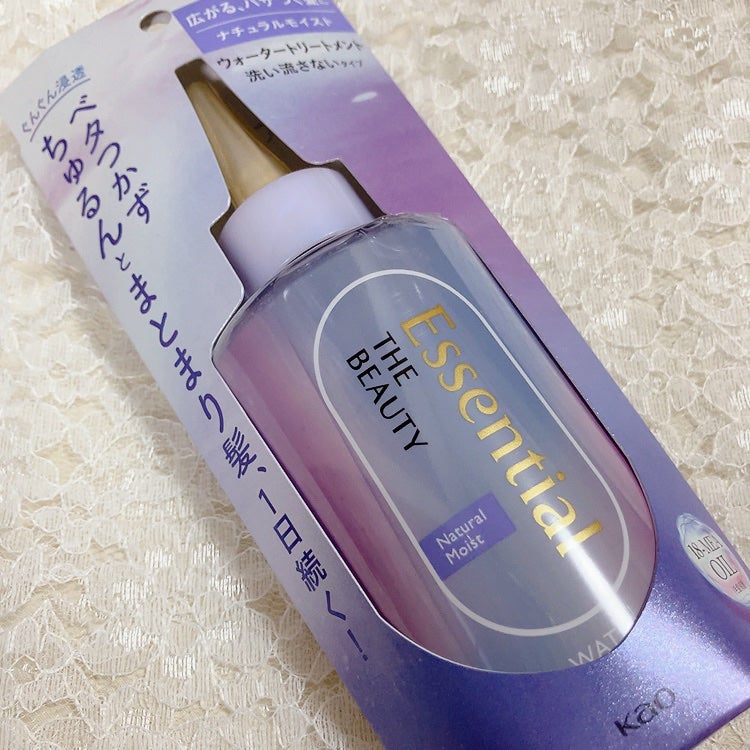 広がる、パサつく髪に
ナチュラルモイスト
ウォータートリートメント
洗い流さないタイプ
ぐんぐん浸透
ベタつかず
ちゅるんとまとまり髪、1日続く!
Essential
THE
BEAUTY
Natural
Moist
18-MEA
OIL
WAT
Kao